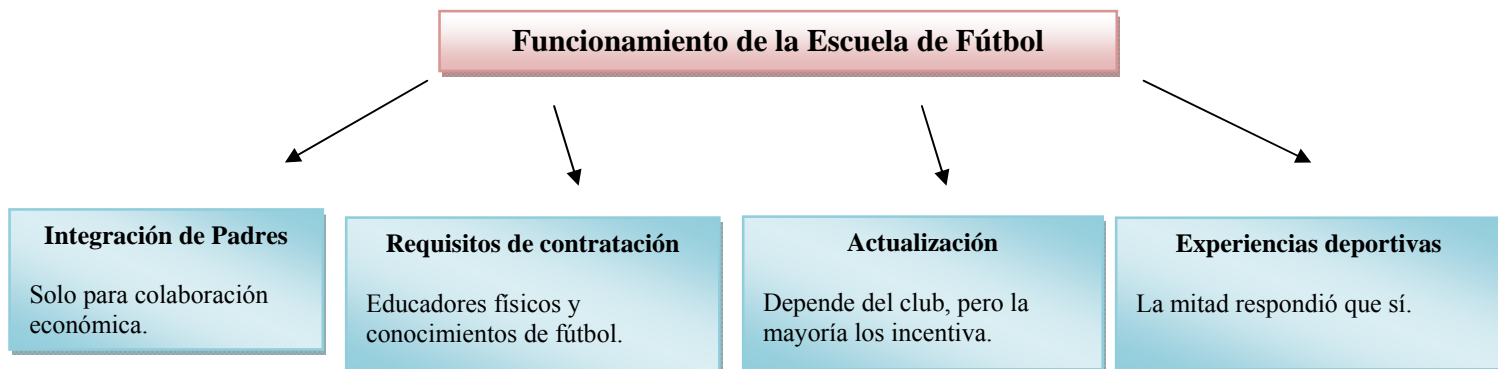 Funcionamiento de la Escuela de Fútbol
Integración de Padres
Solo para colaboración
económica.
Requisitos de contratación
Educadores físicos y
conocimientos de fútbol.
Actualización
Depende del club, pero la
mayoría los incentiva.
Experiencias deportivas
La mitad respondió que sí.